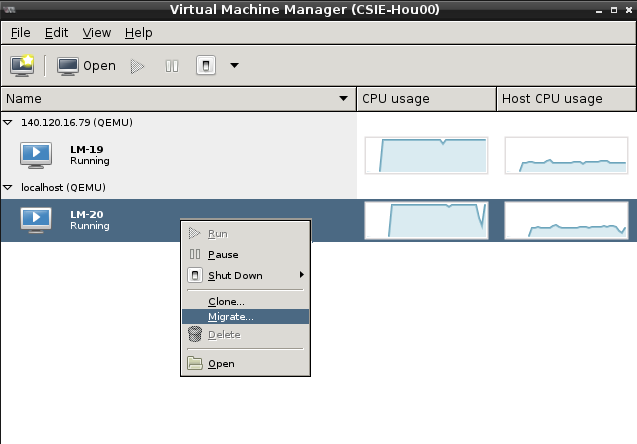 Virtual Machine Manager (CSIE-Hou00)
File Edit View Help
Open
Name CPU usage Host CPU usage
140.120.16.79 (QEMU)
LM-19
Running
localhost (QEMU)
LM-20
Running
Run
Pause
Shut Down
Clone...
Migrate...
Delete
Open